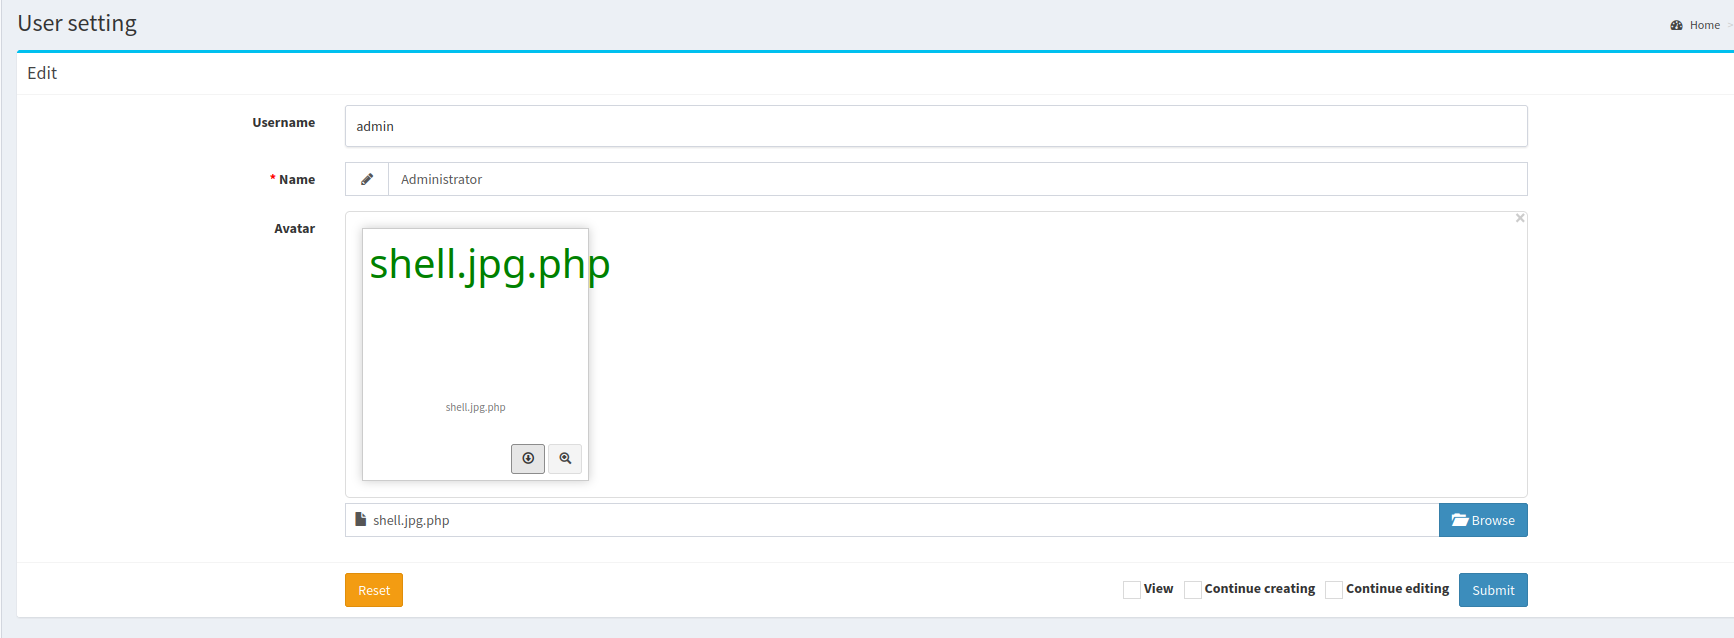 User setting
Home >
Edit
Username
admin
* Name
Administrator
Avatar
×
shell.jpg.php
shell.jpg.php
shell.jpg.php
Browse
Reset
View
Continue creating
Continue editing
Submit